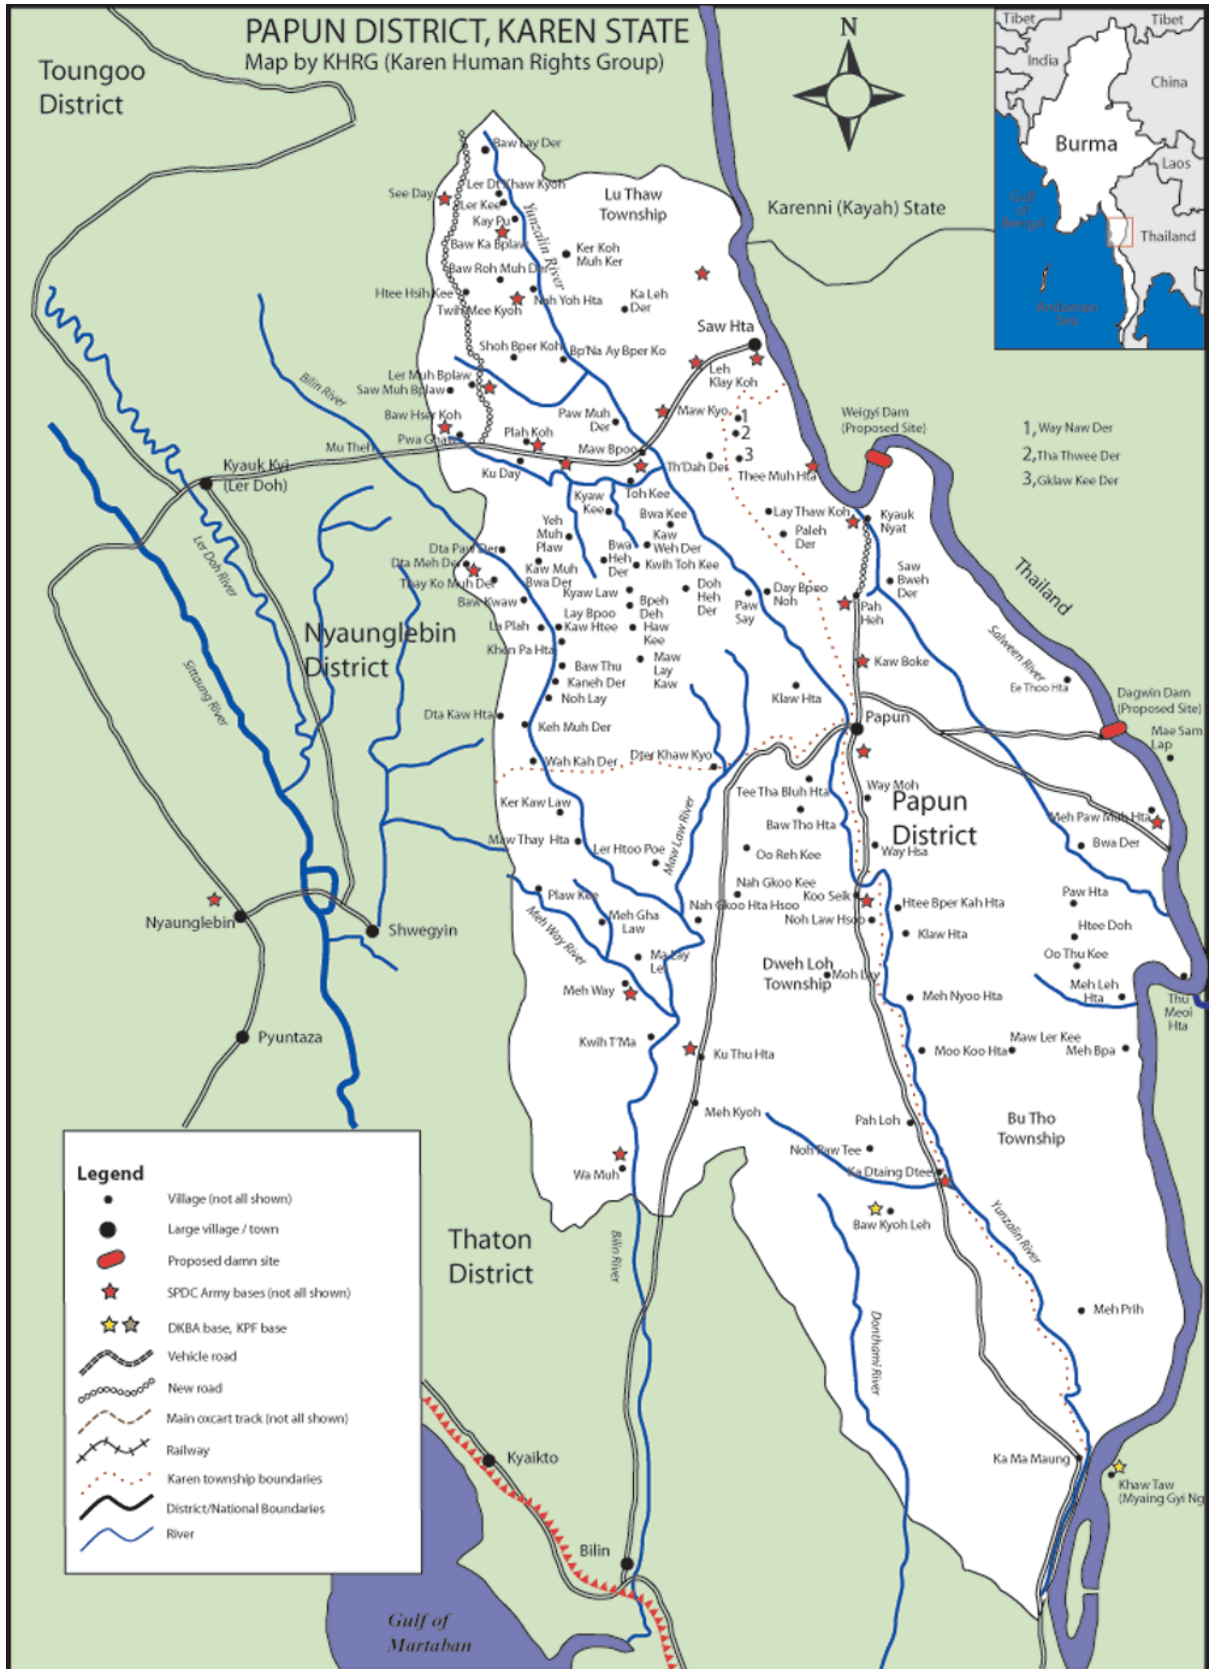 PAPUN DISTRICT, KAREN STATE
Map by KHRG (Karen Human Rights Group)
Toungoo
District
N
Tibet
Tibet
India
China
Burma
Laos
Gulf
of
Bengal
Thailand
Andaman
Sea
Karenni (Kayah) State
Baw Lay Der
Ler Dt Khaw Kyoh
See Day
Ler Kee
Kay Pu
Baw Ka Bplaw
Yunzalin River
Lu Thaw
Township
Ker Koh
Muh Ker
Baw Roh Muh Der
Htee Hsih Kee
Twih Mee Kyoh
Nah Yoh Hta
Ka Leh
Der
Saw Hta
Shoh Bper Koh
Bp'Na Ay Bper Ko
Leh
Klay Koh
Ler Muh Bplaw
Saw Muh Bplaw
Baw Hser Koh
Pwa Ghaw
Plah Koh
Paw Muh
Der
Maw Kyo
1
2
3
Maw Bpoo
Th'Dah Der
Thee Muh Hta
Weigyi Dam
(Proposed Site)
1, Way Naw Der
2, Tha Thwee Der
3, Gklaw Kee Der
Bilin River
Mu Theh
Kyauk Kyi
(Ler Doh)
Ku Day
Toh Kee
Kyaw
Kee
Bwa Kee
Kaw
Weh Der
Yeh
Muh
Plaw
Bwa
Heh
Der
Kwih Toh Kee
Lay Thaw Koh
Paleh
Der
Kyauk
Nyat
Saw
Bweh
Der
Thailand
Dta Paw Der
Dta Meh Der
Thay Ko Muh Der
Kaw Muh
Bwa Der
Kyaw Law
Baw Kwaw
Lay Bpoo
Kaw Htee
La Plah
Khon Pa Hta
Bpeh
Deh
Haw
Kee
Doh
Heh
Der
Paw
Say
Day Bpoo
Noh
Pah
Heh
Kaw Boke
Salween River
Ee Thoo Hta
Ler Doh River
Nyaunglebin
District
Sittaung River
Baw Thu
Kaneh Der
Noh Lay
Maw
Lay
Kaw
Klaw Hta
Dta Kaw Hta
Keh Muh Der
Wah Kah Der
Dter Khaw Kyo
Papun
Dagwin Dam
(Proposed Site)
Mae Sam
Lap
Ker Kaw Law
Maw Thay Hta
Ler Htoo Poe
Maw Law River
Tee Tha Bluh Hta
Baw Tho Hta
Way Moh
Papun
District
Way Hsa
Oo Reh Kee
Meh Paw Muh Hta
Bwa Der
Nah Gkoo Kee
Nah Gkoo Hta Hsoo
Koo Seik
Noh Law Hsoo
Htee Bper Kah Hta
Klaw Hta
Paw Hta
Htee Doh
Oo Thu Kee
Meh Leh
Hta
Thu
Meoi
Hta
Plaw Kee
Meh Gha
Law
Meh Way River
Meh Way
Nyaunglebin
Shwegyin
Pyuntaza
Dweh Loh
Township
Moh Lay
Meh Nyoo Hta
Moo Koo Hta
Maw Ler Kee
Meh Bpa
Kwih T'Ma
Ku Thu Hta
Meh Kyoh
Pah Loh
Bu Tho
Township
Noh Paw Tee
Ka Dtaing Dtee
Wa Muh
Baw Kyoh Leh
Yunzalin River
Thaton
District
Bilin River
Donthami River
Meh Prih
Ka Ma Maung
Khaw Taw
(Myaing Gyi Ng
Kyaikto
Bilin
Gulf of
Martaban
Legend
Village (not all shown)
Large village / town
Proposed damn site
SPDC Army bases (not all shown)
DKBA base, KPF base
Vehicle road
New road
Main oxcart track (not all shown)
Railway
Karen township boundaries
District/National Boundaries
River